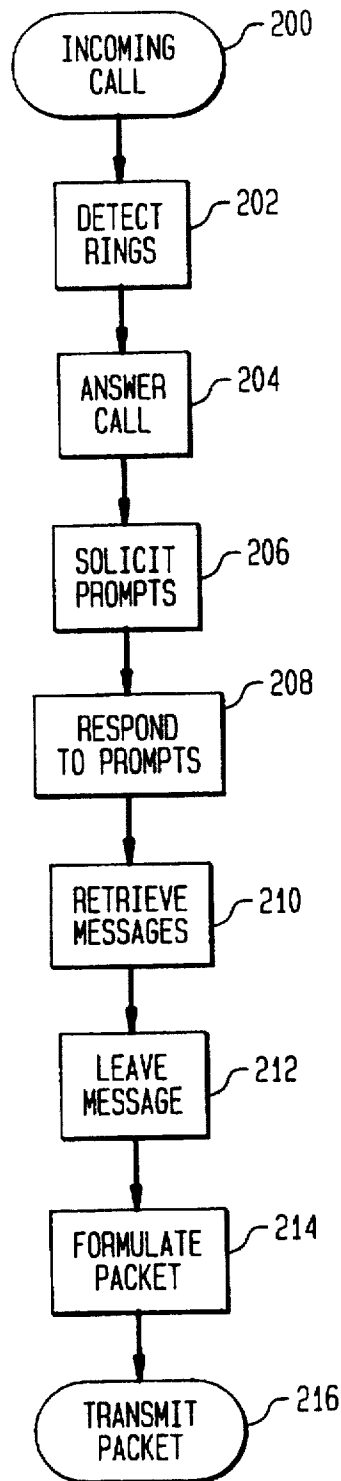 INCOMING
CALL
200
DETECT
RINGS
202
ANSWER
CALL
204
SOLICIT
PROMPTS
206
RESPOND
TO PROMPTS
208
RETRIEVE
MESSAGES
210
LEAVE
MESSAGE
212
FORMULATE
PACKET
214
TRANSMIT
PACKET
216